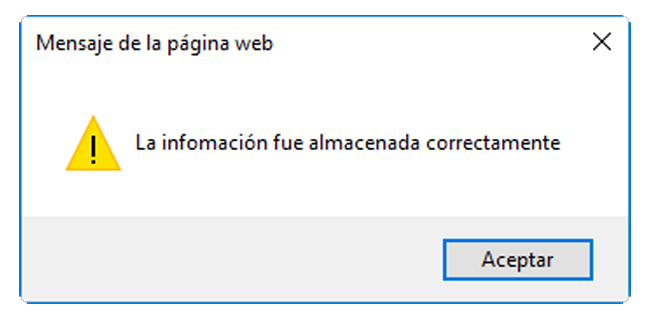 Mensaje de la página web
La infomación fue almacenada correctamente
Aceptar